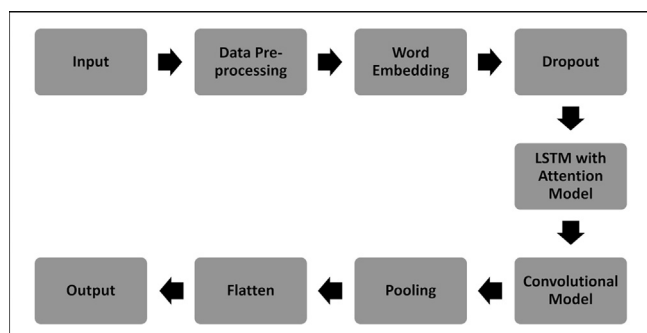 Input
Data Pre-
processing
Word
Embedding
Dropout
LSTM with
Attention
Model
Convolutional
Model
Pooling
Flatten
Output